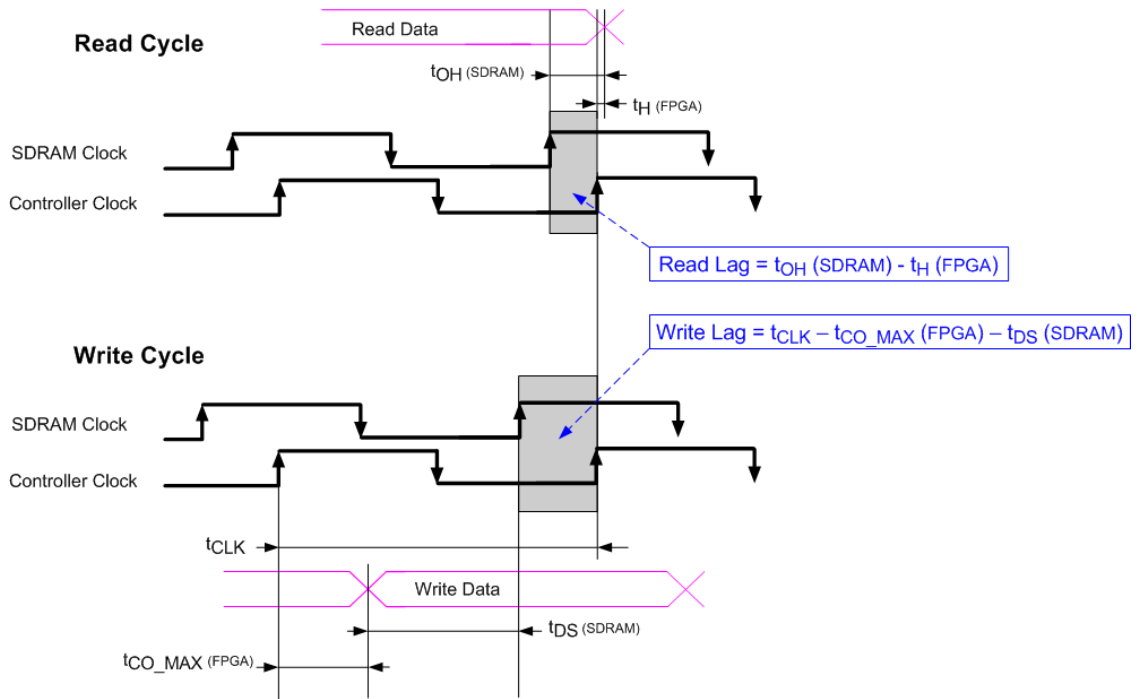 Read Data
Read Cycle
tOH (SDRAM)
tH (FPGA)
SDRAM Clock
Controller Clock
Read Lag = tOH (SDRAM) - tH (FPGA)
Write Lag = tCLK – tCO_MAX (FPGA) – tDS (SDRAM)
Write Cycle
SDRAM Clock
Controller Clock
tCLK
Write Data
tDS (SDRAM)
tCO_MAX (FPGA)